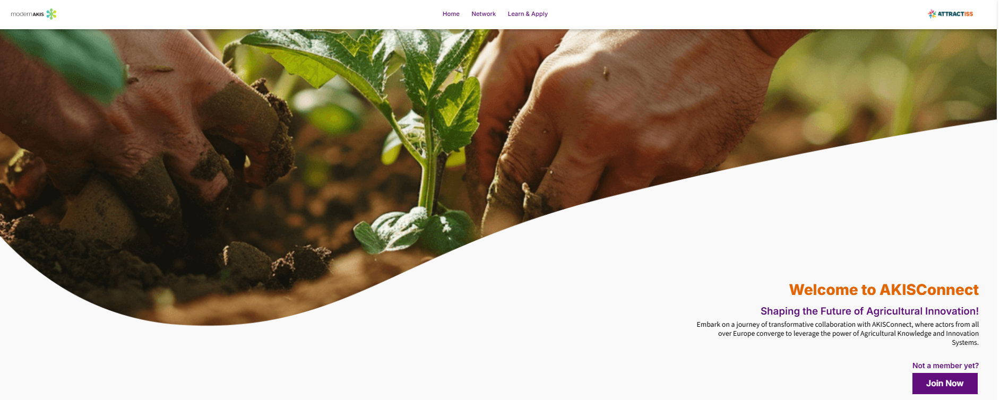 modernAKIS
Home
Network
Learn & Apply
ATTRACTISS
Welcome to AKISConnect
Shaping the Future of Agricultural Innovation!
Embark on a journey of transformative collaboration with AKISConnect, where actors from all
over Europe converge to leverage the power of Agricultural Knowledge and Innovation
Systems.
Not a member yet?
Join Now